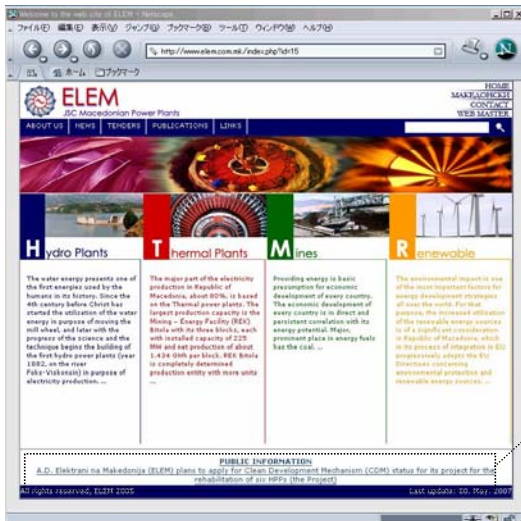 Welcome to the web site of ELEM - Netscape
ファイル(F) 編集(E) 表示(V) ジャンプ(G) ブックマーク(B) ツール(T) ウィンドウ(W) ヘルプ(H)
http://www.elem.com.mk/index.php?idr15
ホーム ブックマーク
HOME
МАКЕДОНСКИ
CONTACT
WEB MASTER
ELEM
JSC Macedonian Power Plants
ABOUT US NEWS TENDERS PUBLICATIONS LINKS
Hydro Plants
The water energy presents one of
the first energies used by the
humans in its history. Since the
4th century before Christ has
started the utilization of the water
energy in purpose of moving the
mill wheel, and later with the
progress of the science and the
technique begins the building of
the first hydro power plants (year
1882, on the river
Foks-Viskonsin) in purpose of
electricity production. ...
Thermal Plants
The major part of the electricity
production in Republic of
Macedonia, about 80%, is based
on the Thermal power plants. The
largest production capacity is the
Mining - Energy Facility (REK)
Bitola with its three blocks, each
with installed capacity of 225
MW and net production of about
1.434 GWh per block. REK Bitola
is completely determined
production entity with more units
...
Mines
Providing energy is basic
presumption for economic
development of every country.
The economic development of
every country is in direct and
persistent correlation with its
energy potential. Major,
prominent place in energy fuels
has the coal. ...
Renewable
The environmental impact is one
of the most important factors for
energy development strategies
all over the world. For that
purpose, the increased utilization
of the renewable energy sources
is of a significant consideration
in Republic of Macedonia, which
in its process of integration in EU
progressively adopts the EU
Directives concerning
environmental protection and
renewable energy sources. ...
PUBLIC INFORMATION
A.D. Elektrani na Makedonija (ELEM) plans to apply for Clean Development Mechanism (CDM) status for its project for the
rehabilitation of six HPPs (the Project)
All rights reserved, ELEM 2005 Last update: 30. May, 2007